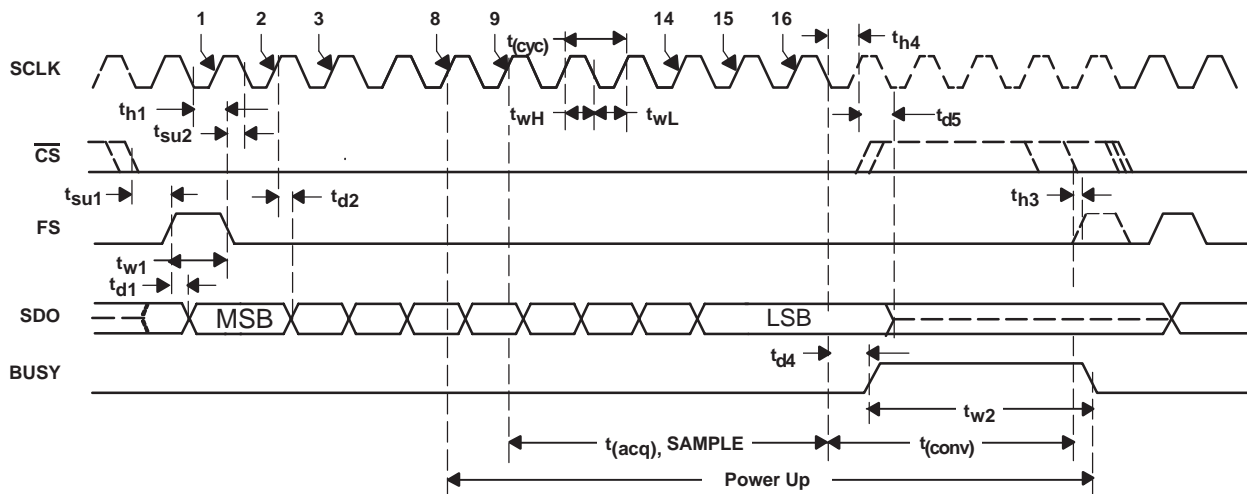 1 2 3 8 9 14 15 16
t(cyc)
th4
SCLK
th1
twH twL
tsu2
td5
CS
tsu1
td2
th3
FS
tw1
td1
SDO
MSB LSB
td4
BUSY
tw2
t(acq), SAMPLE t(conv)
Power Up